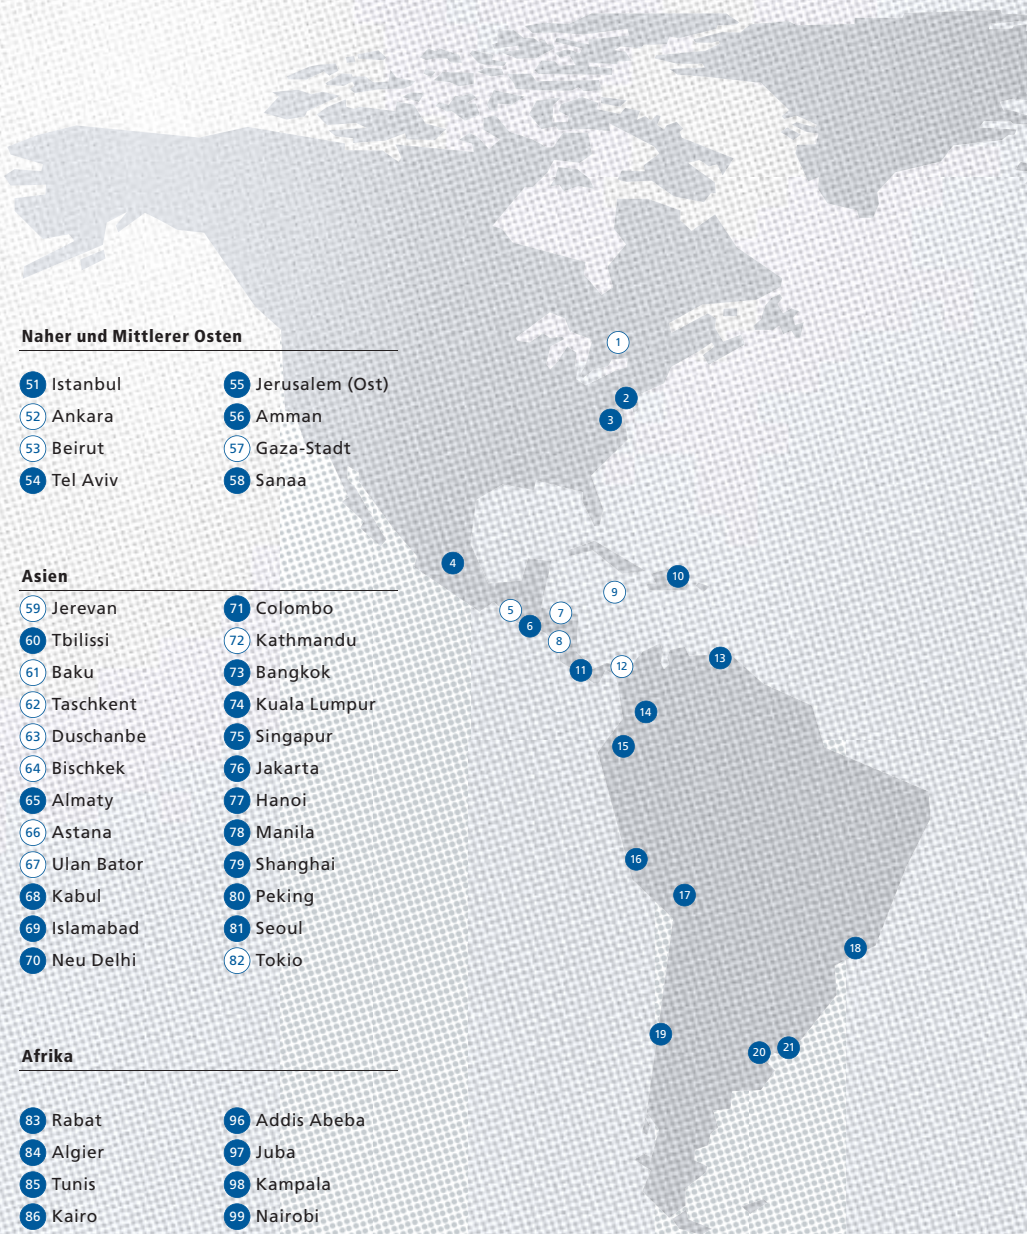 Naher und Mittlerer Osten
51 Istanbul
52 Ankara
53 Beirut
54 Tel Aviv
55 Jerusalem (Ost)
56 Amman
57 Gaza-Stadt
58 Sanaa
Asien
59 Jerevan
60 Tbilissi
61 Baku
62 Taschkent
63 Duschanbe
64 Bischkek
65 Almaty
66 Astana
67 Ulan Bator
68 Kabul
69 Islamabad
70 Neu Delhi
71 Colombo
72 Kathmandu
73 Bangkok
74 Kuala Lumpur
75 Singapur
76 Jakarta
77 Hanoi
78 Manila
79 Shanghai
80 Peking
81 Seoul
82 Tokio
Afrika
83 Rabat
84 Algier
85 Tunis
86 Kairo
96 Addis Abeba
97 Juba
98 Kampala
99 Nairobi
1
2
3
4
5
6
7
8
9
10
11
12
13
14
15
16
17
18
19
20
21